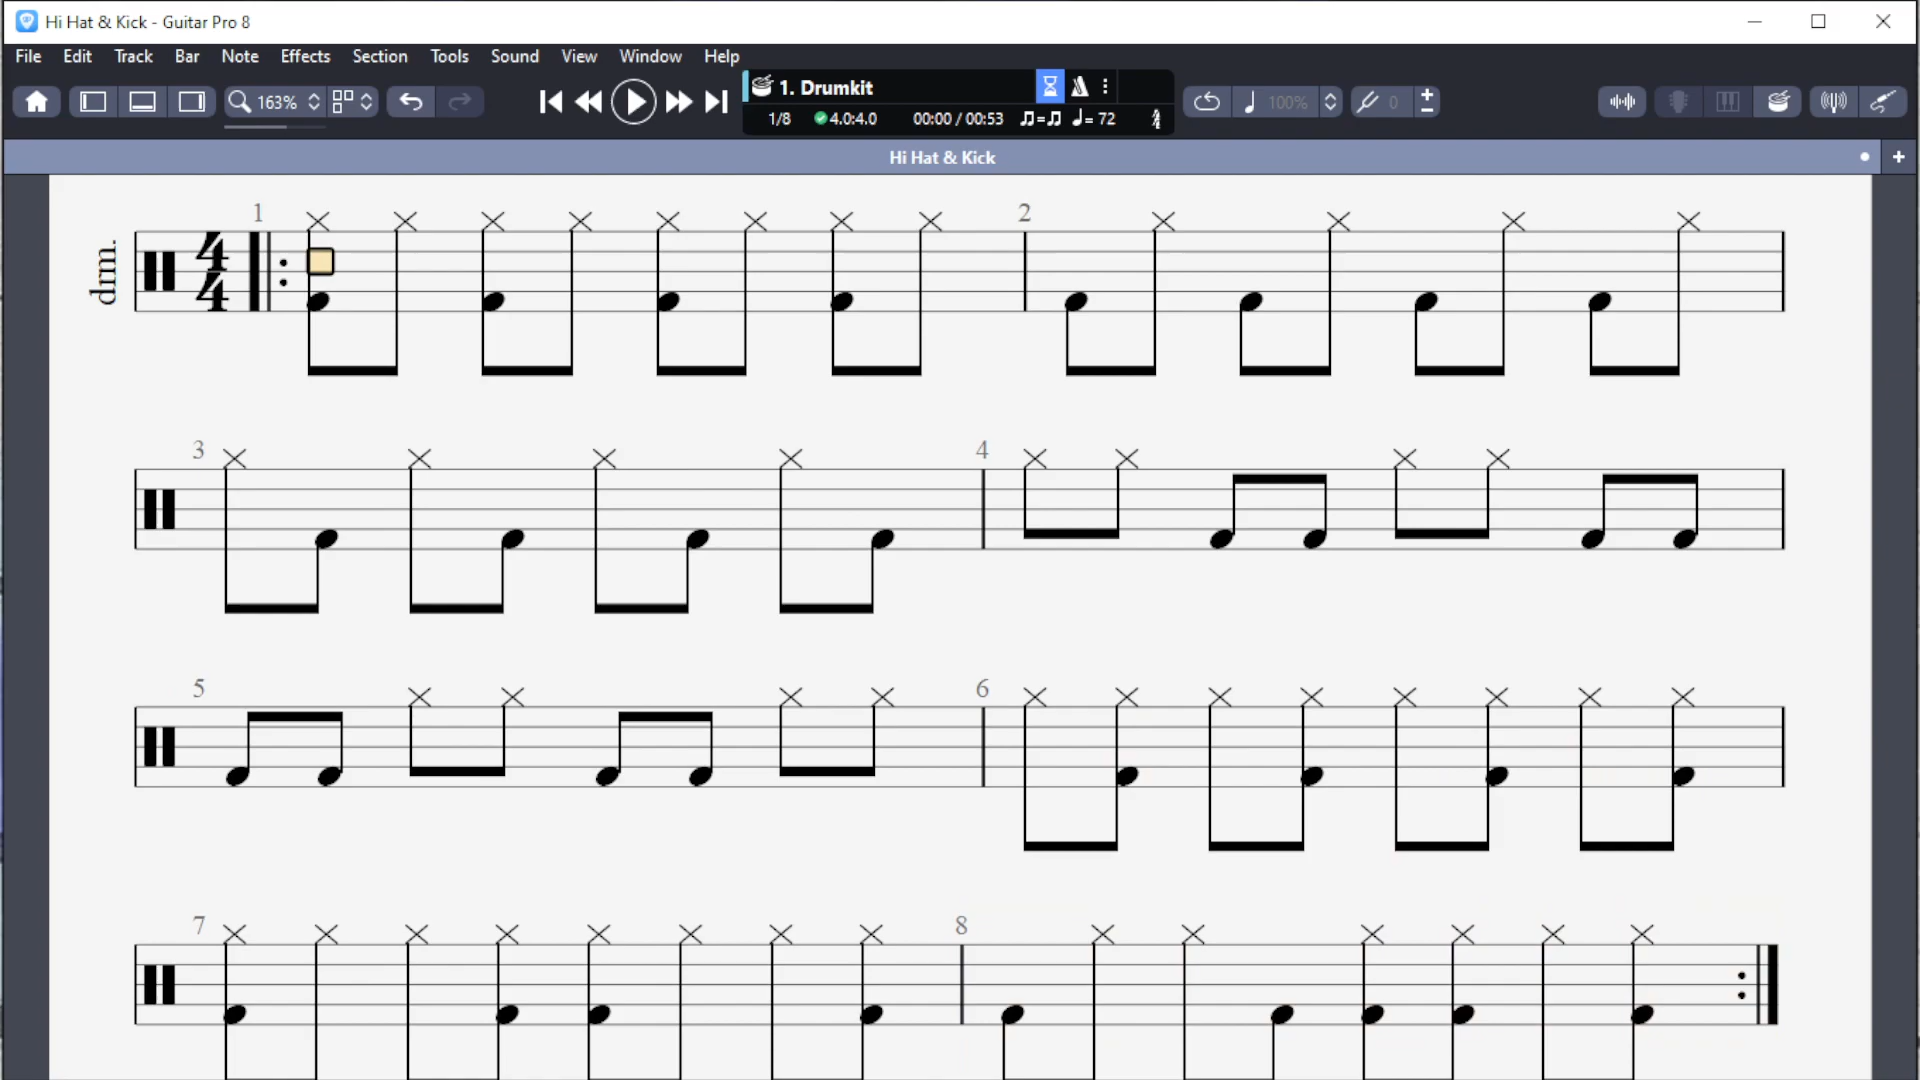 Hi Hat & Kick - Guitar Pro 8
File Edit Track Bar Note Effects Section Tools Sound View Window Help
163% 1. Drumkit 100% 0
1/8 4.0:4.0 00:00 / 00:53 ♫=♫ ♩= 72
Hi Hat & Kick
1 2
drm. 4/4
3 4
5 6
7 8